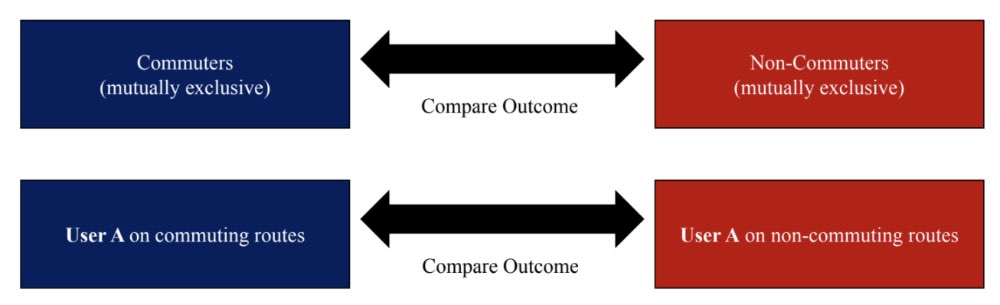 Commuters
(mutually exclusive)
Compare Outcome
Non-Commuters
(mutually exclusive)
User A on commuting routes
Compare Outcome
User A on non-commuting routes